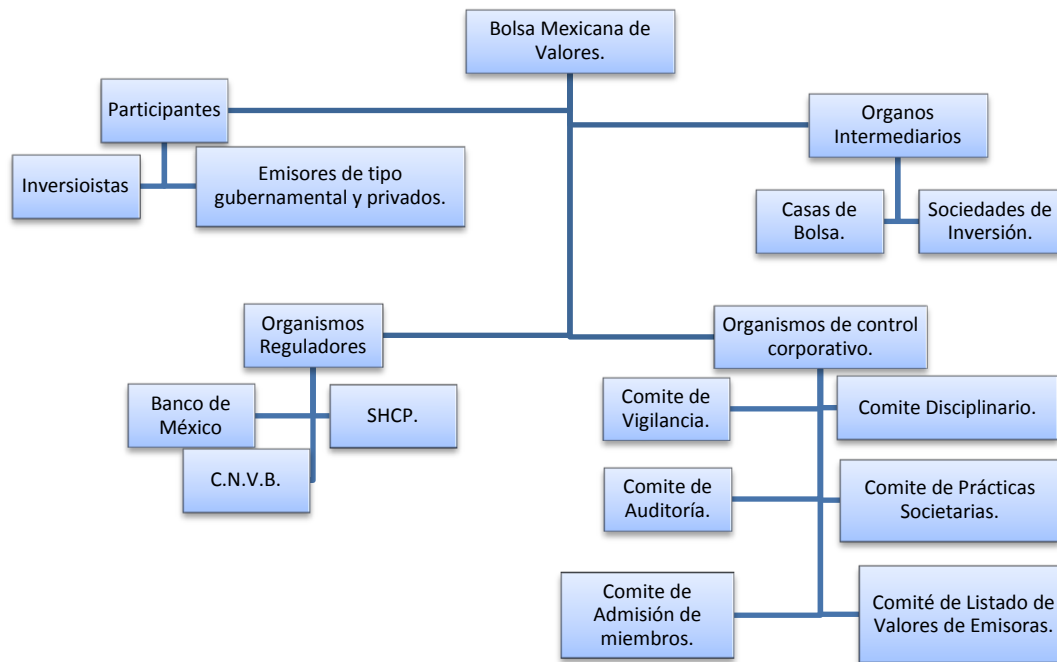 Bolsa Mexicana de
Valores.
Participantes
Organos
Intermediarios
Inversioistas
Emisores de tipo
gubernamental y privados.
Casas de
Bolsa.
Sociedades de
Inversión.
Organismos
Reguladores
Organismos de control
corporativo.
Banco de
México
SHCP.
C.N.V.B.
Comite de
Vigilancia.
Comite Disciplinario.
Comite de
Auditoría.
Comite de Prácticas
Societarias.
Comite de
Admisión de
miembros.
Comité de Listado de
Valores de Emisoras.